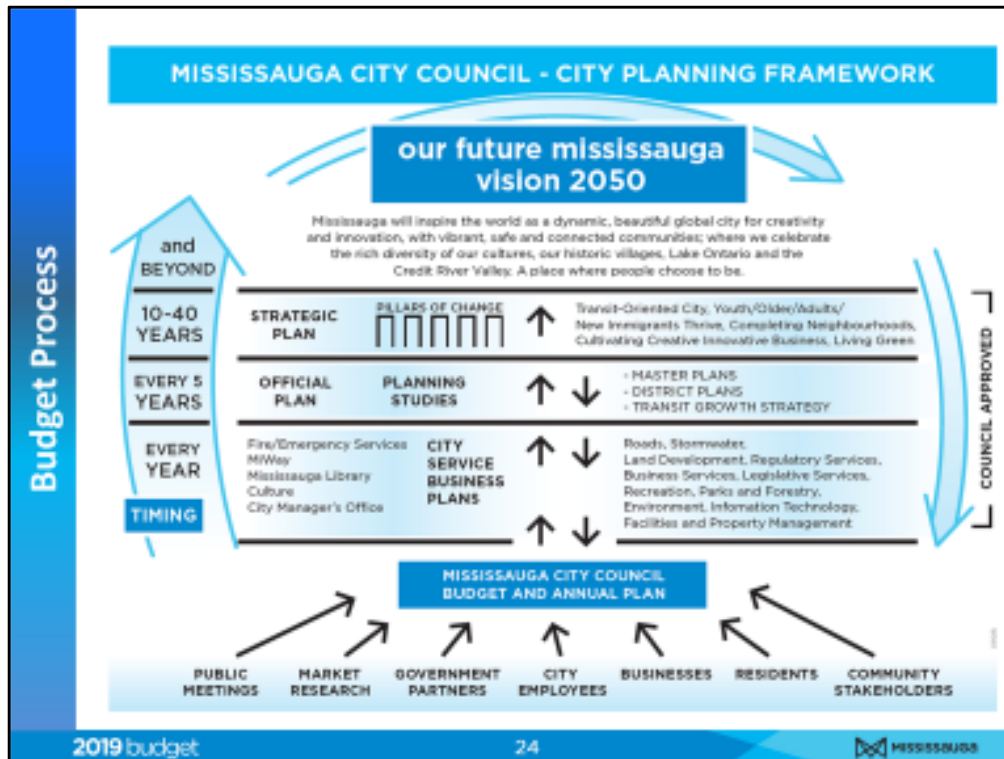 Budget Process
MISSISSAUGA CITY COUNCIL - CITY PLANNING FRAMEWORK
our future mississauga
vision 2050
Mississauga will inspire the world as a dynamic, beautiful global city for creativity
and innovation, with vibrant, safe and connected communities; where we celebrate
the rich diversity of our cultures, our historic villages, Lake Ontario and the
Credit River Valley. A place where people choose to be.
and
BEYOND
10-40
YEARS
STRATEGIC
PLAN
PILLARS OF CHANGE
Transit-Oriented City, Youth/Older/Adults/
New Immigrants Thrive, Completing Neighbourhoods,
Cultivating Creative Innovative Business, Living Green
EVERY 5
YEARS
OFFICIAL
PLAN
PLANNING
STUDIES
- MASTER PLANS
- DISTRICT PLANS
- TRANSIT GROWTH STRATEGY
EVERY
YEAR
Fire/Emergency Services
MiWay
Mississauga Library
Culture
City Manager's Office
CITY
SERVICE
BUSINESS
PLANS
Roads, Stormwater,
Land Development, Regulatory Services,
Business Services, Legislative Services,
Recreation, Parks and Forestry,
Environment, Infomation Technology,
Facilities and Property Management
TIMING
COUNCIL APPROVED
MISSISSAUGA CITY COUNCIL
BUDGET AND ANNUAL PLAN
PUBLIC
MEETINGS
MARKET
RESEARCH
GOVERNMENT
PARTNERS
CITY
EMPLOYEES
BUSINESSES
RESIDENTS
COMMUNITY
STAKEHOLDERS
2019 budget
24
MISSISSAUGA